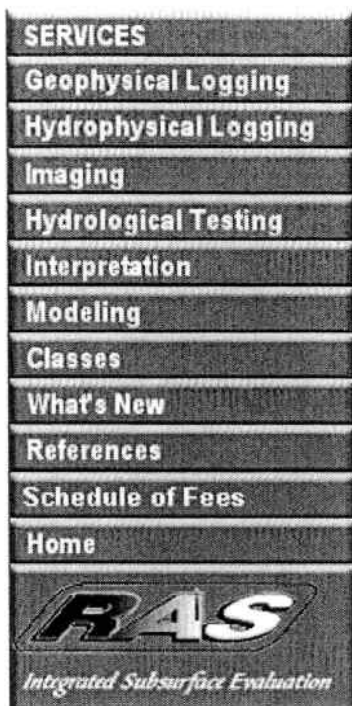 SERVICES
Geophysical Logging
Hydrophysical Logging
Imaging
Hydrological Testing
Interpretation
Modeling
Classes
What's New
References
Schedule of Fees
Home
RAS
Integrated Subsurface Evaluation